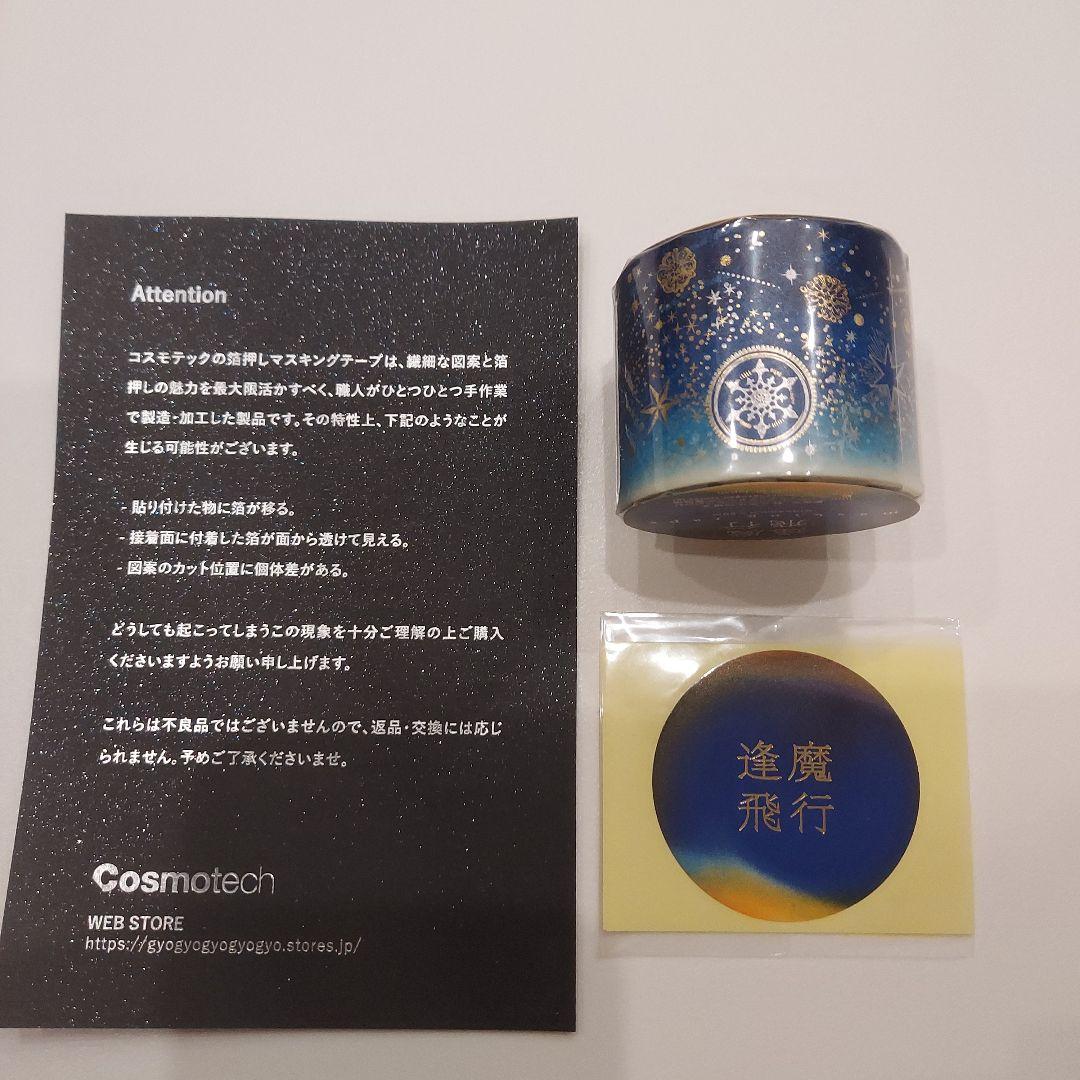 Attention
コスモテックの箔押しマスキングテープは、繊細な図案と箔
押しの魅力を最大限活かすべく、職人がひとつひとつ手作業
で製造・加工した製品です。その特性上、下記のようなことが
生じる可能性がございます。
- 貼り付けた物に箔が移る。
- 接着面に付着した箔が面から透けて見える。
- 図案のカット位置に個体差がある。
どうしても起こってしまうこの現象を十分ご理解の上ご購入
くださいますようお願い申し上げます。
これらは不良品ではございませんので、返品・交換には応じ
られません。予めご了承くださいませ。
Cosmotech
WEB STORE
https://gyogyogyogyogyo.stores.jp/
逢魔
飛行